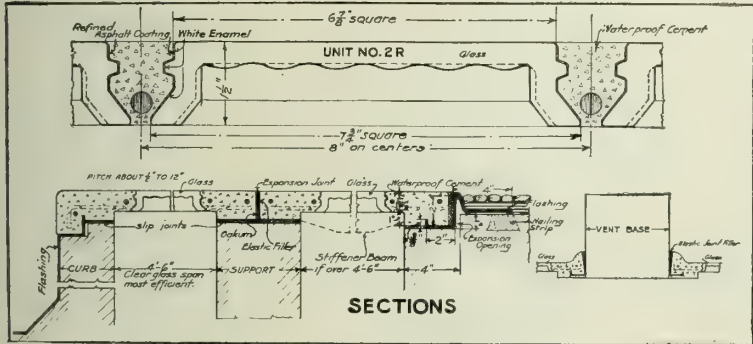 6 7/8" square
Refined
Asphalt Coating
White Enamel
Waterproof Cement
UNIT NO. 2R
Glass
7 3/4" square
8" on centers
PITCH ABOUT 1/2" TO 12"
Glass
Expansion Joint
Glass
Waterproof Cement
4"
Flashing
Nailing
Strip
slip joints
Oakum
Elastic Filler
2"
Expansion
Opening
VENT BASE
Elastic Joint Filler
Glass
Glass
Flashing
CURB
4'-6"
Clear glass span
most efficient.
SUPPORT
Stiffener Beam
if over 4'-6"
4"
SECTIONS